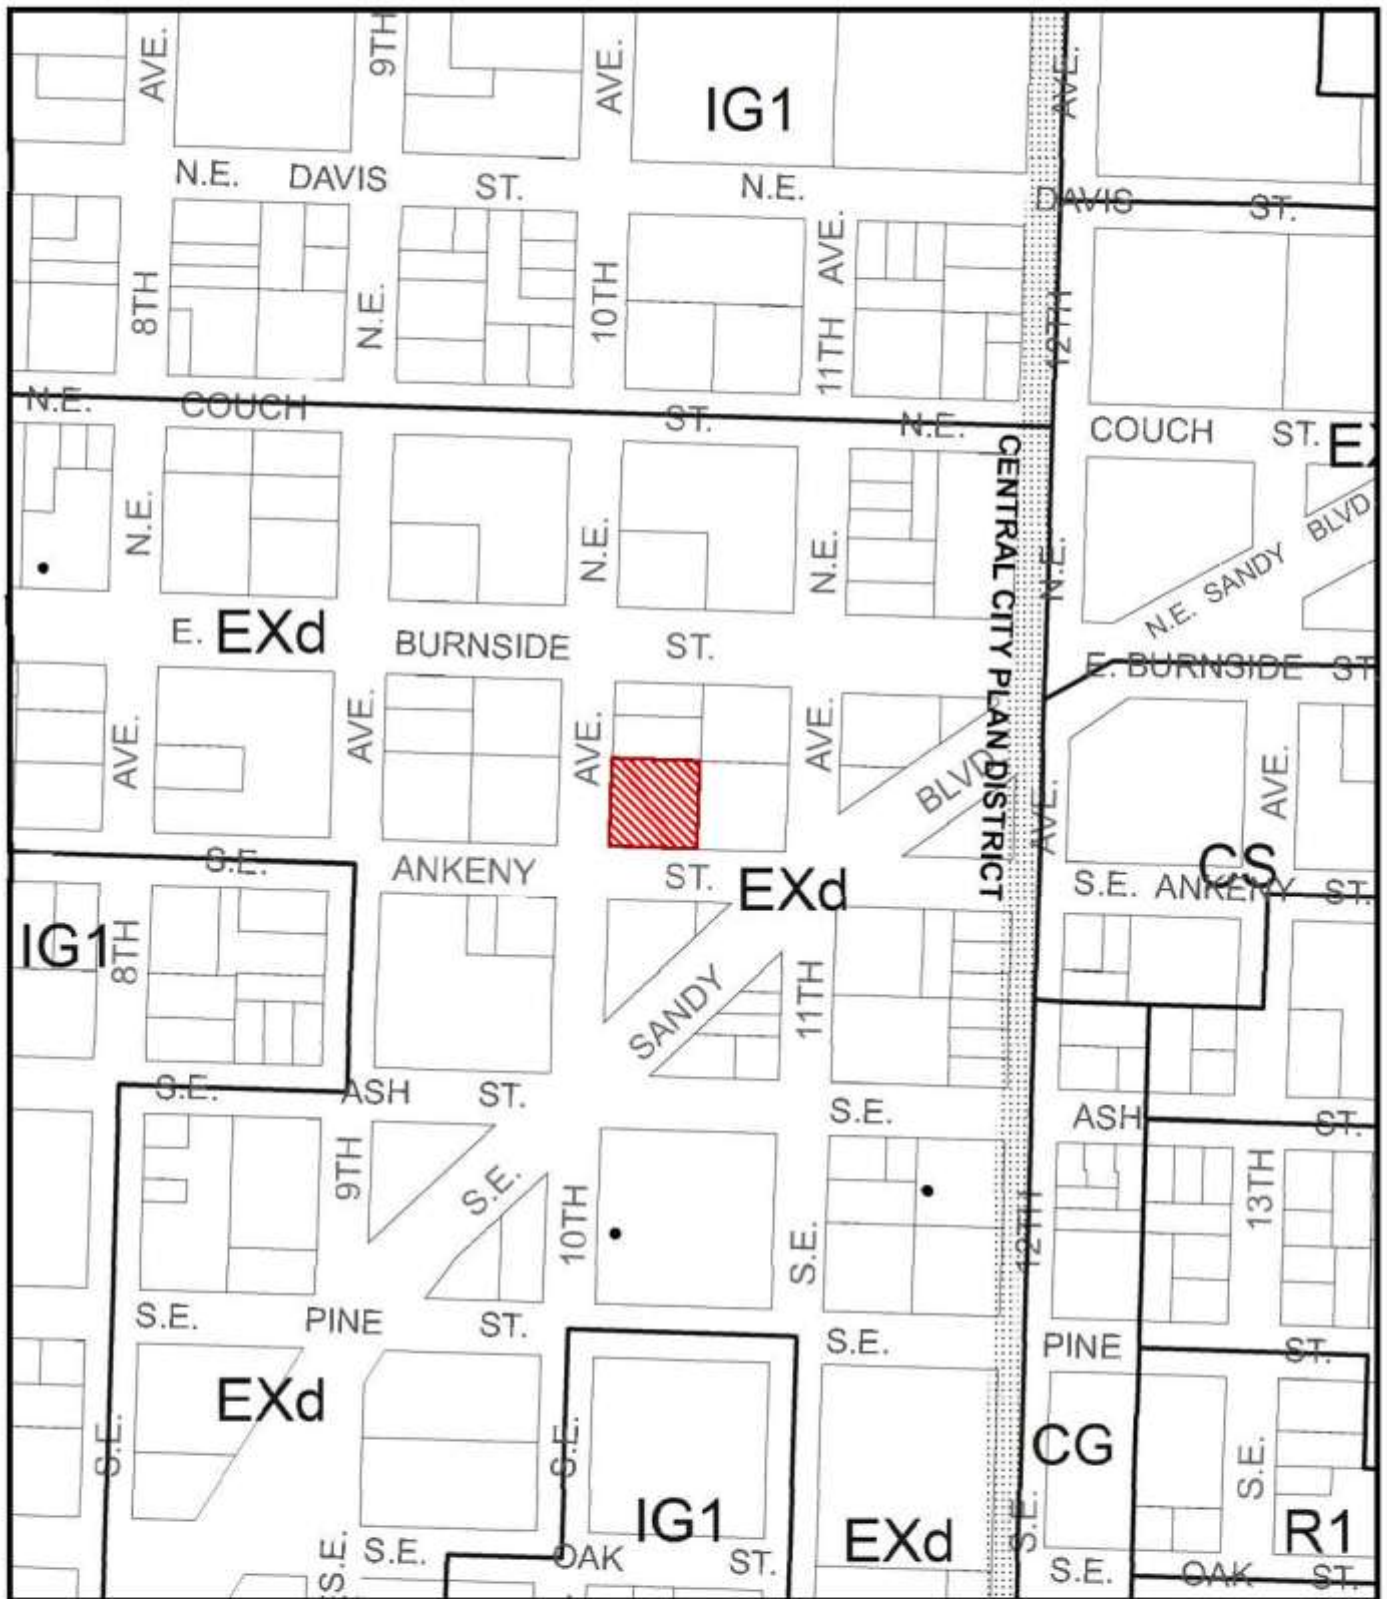 AVE.
9TH
AVE.
IG1
AVE.
N.E. DAVIS ST. N.E. DAVIS ST.
8TH
N.E.
10TH
11TH AVE.
12TH
N.E. COUCH ST. N.E. COUCH ST.
N.E.
N.E.
N.E.
N.E.
CENTRAL CITY PLAN DISTRICT
N.E. SANDY BLVD
E. EXd BURNSIDE ST. E. BURNSIDE ST.
AVE.
AVE.
AVE.
AVE.
BLVD
AVE.
AVE.
S.E. ANKENY ST. EXd S.E. ANKENY ST.
CS
IG1
8TH
SANDY
11TH
S.E. ASH ST. S.E. ASH ST.
9TH
S.E.
10TH
S.E.
12TH
13TH
S.E. PINE ST. S.E. PINE ST.
EXd
S.E.
S.E.
CG
S.E.
IG1
EXd
S.E.
R1
S.E.
S.E. OAK ST. S.E. OAK ST.